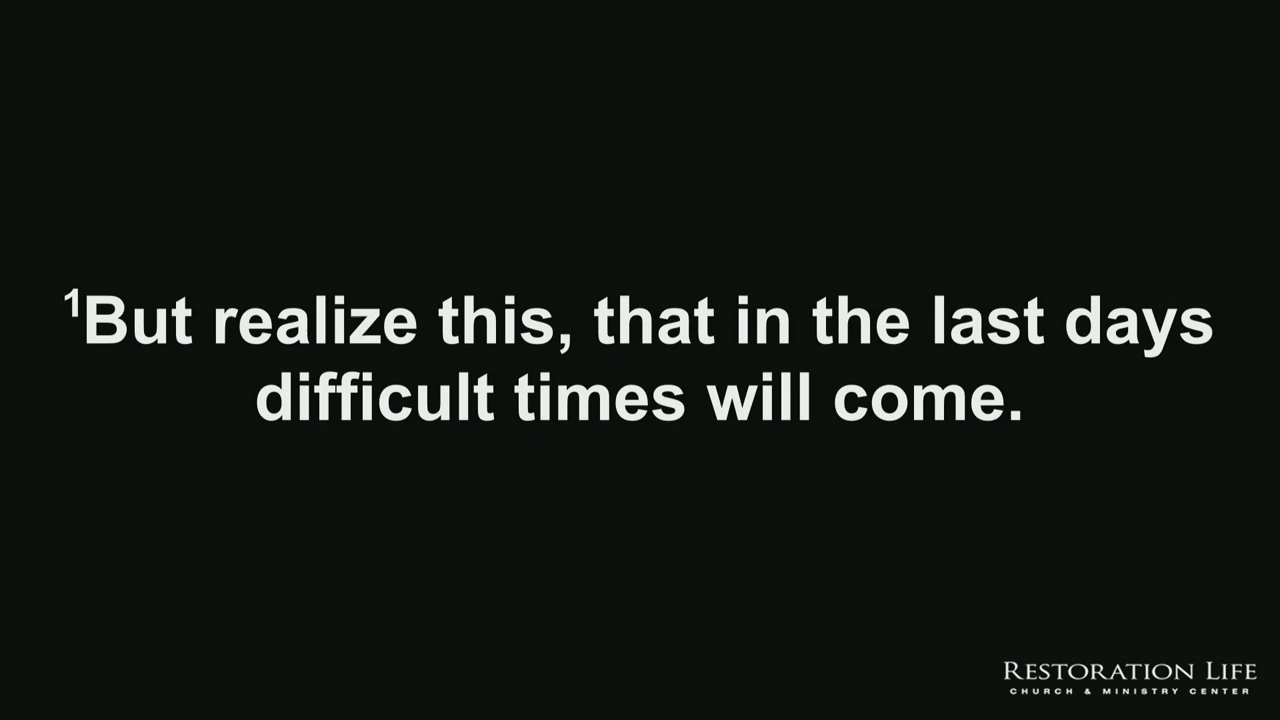 ¹But realize this, that in the last days
difficult times will come.
RESTORATION LIFE
CHURCH & MINISTRY CENTER